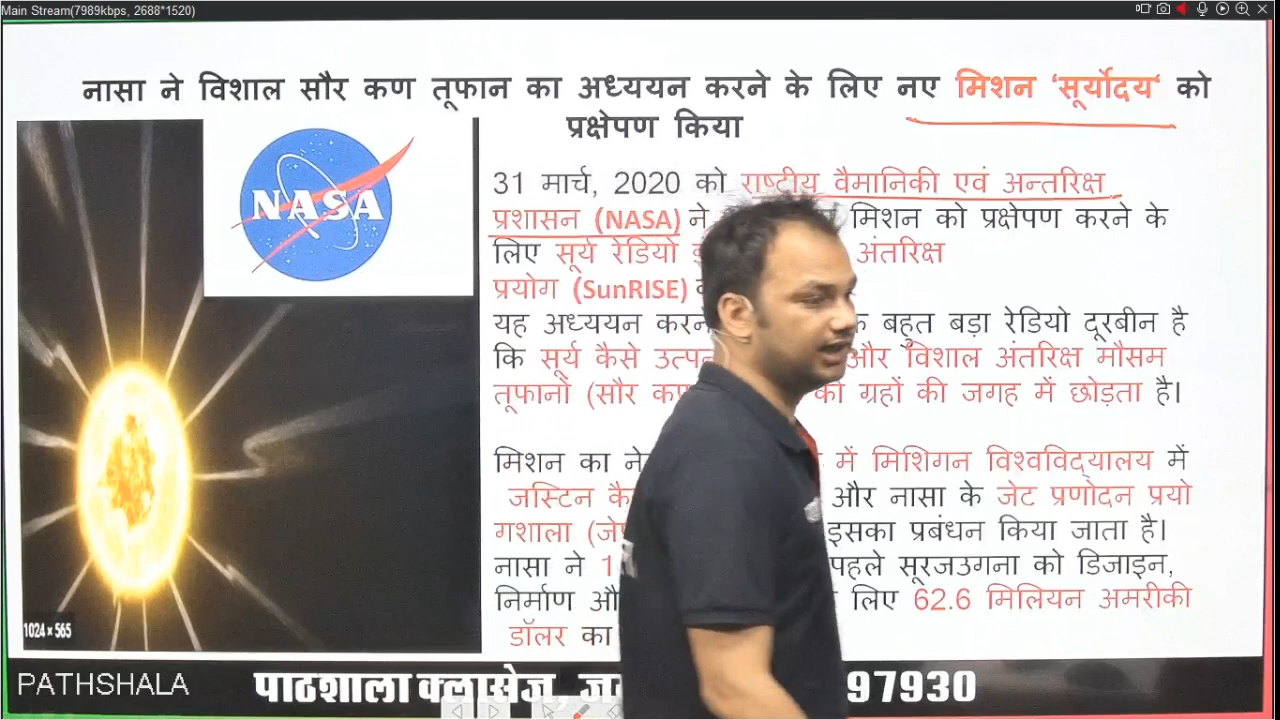 Main Stream(7989kbps, 2688*1520)
नासा ने विशाल सौर कण तूफान का अध्ययन करने के लिए नए मिशन 'सूर्योदय' को
प्रक्षेपण किया
NASA
31 मार्च, 2020 को राष्ट्रीय वैमानिकी एवं अन्तरिक्ष
प्रशासन (NASA) ने मिशन को प्रक्षेपण करने के
लिए सूर्य रेडियो अंतरिक्ष
प्रयोग (SunRISE)
यह अध्ययन करने बहुत बड़ा रेडियो दूरबीन है
कि सूर्य कैसे और विशाल अंतरिक्ष मौसम
तूफानों (सौर को ग्रहों की जगह में छोड़ता है।
मिशन का में मिशिगन विश्वविद्यालय में
जस्टिन और नासा के जेट प्रणोदन प्रयो
गशाला इसका प्रबंधन किया जाता है।
नासा ने पहले सूरजउगना को डिजाइन,
निर्माण लिए 62.6 मिलियन अमरीकी
डॉलर का
1024 × 565
PATHSHALA पाठशाला क्लासेज, 97930